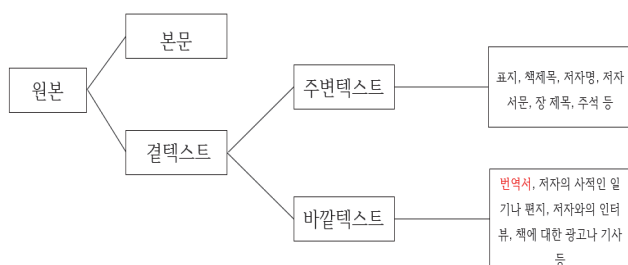 본문
원본
곁텍스트
주변텍스트
표지, 책제목, 저자명, 저자
서문, 장 제목, 주석 등
바깥텍스트
번역서, 저자의 사적인 일
기나 편지, 저자와의 인터
뷰, 책에 대한 광고나 기사
등